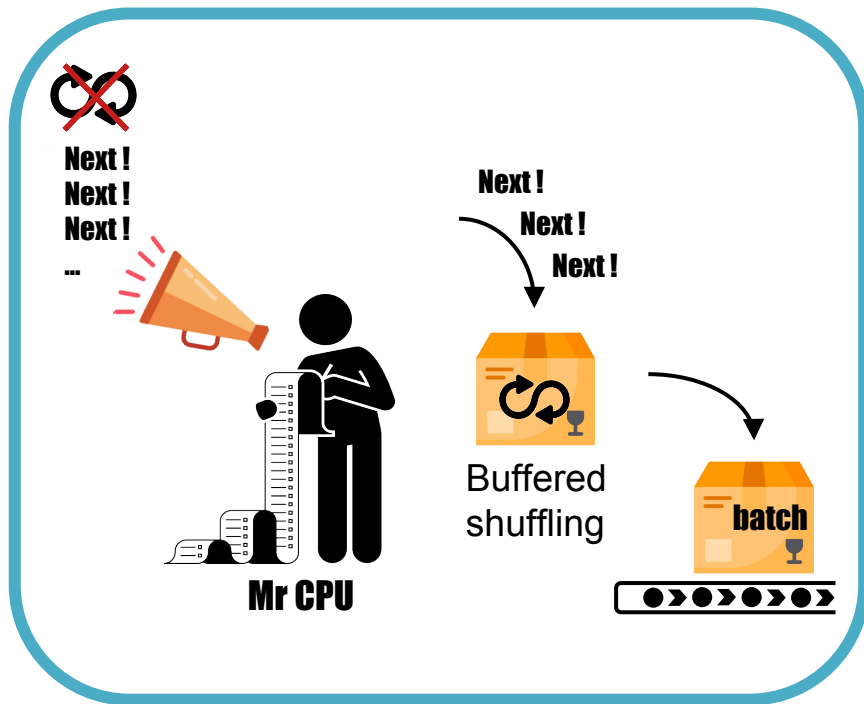 Next !
Next !
Next !
...
Next !
Next !
Next !
Buffered
shuffling
batch
Mr CPU